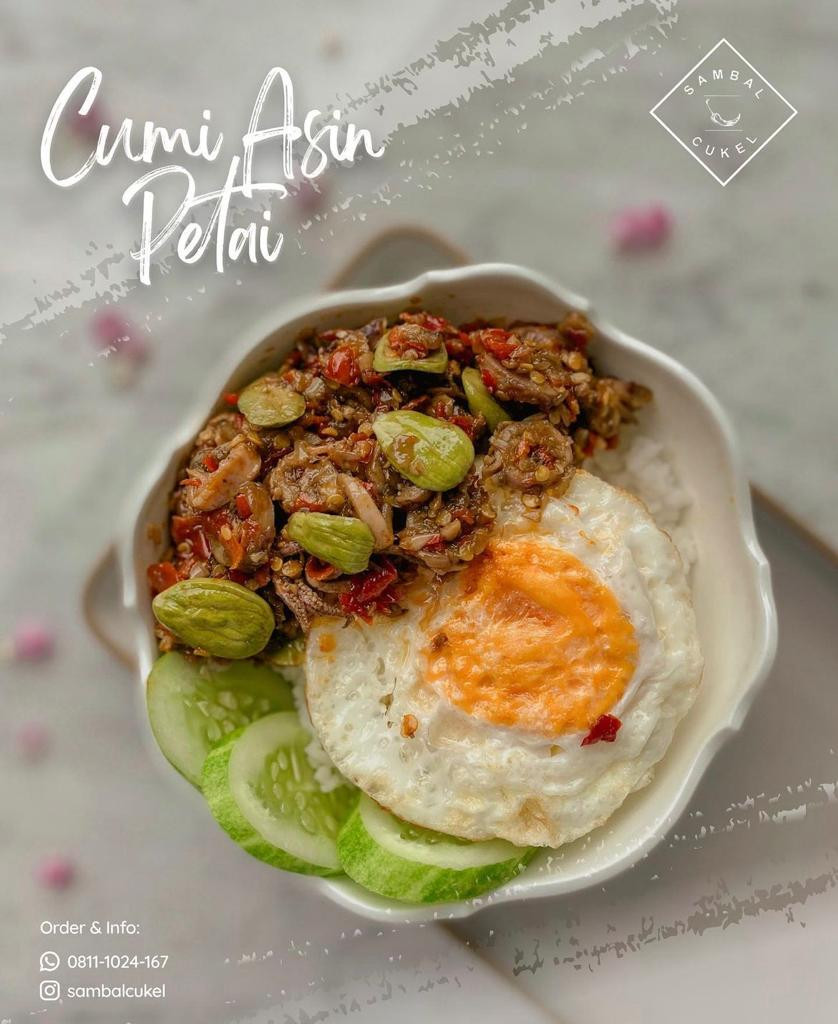 Cumi Asin
Petai
SAMBAL
CUKEL
Order & Info:
0811-1024-167
sambalcukel